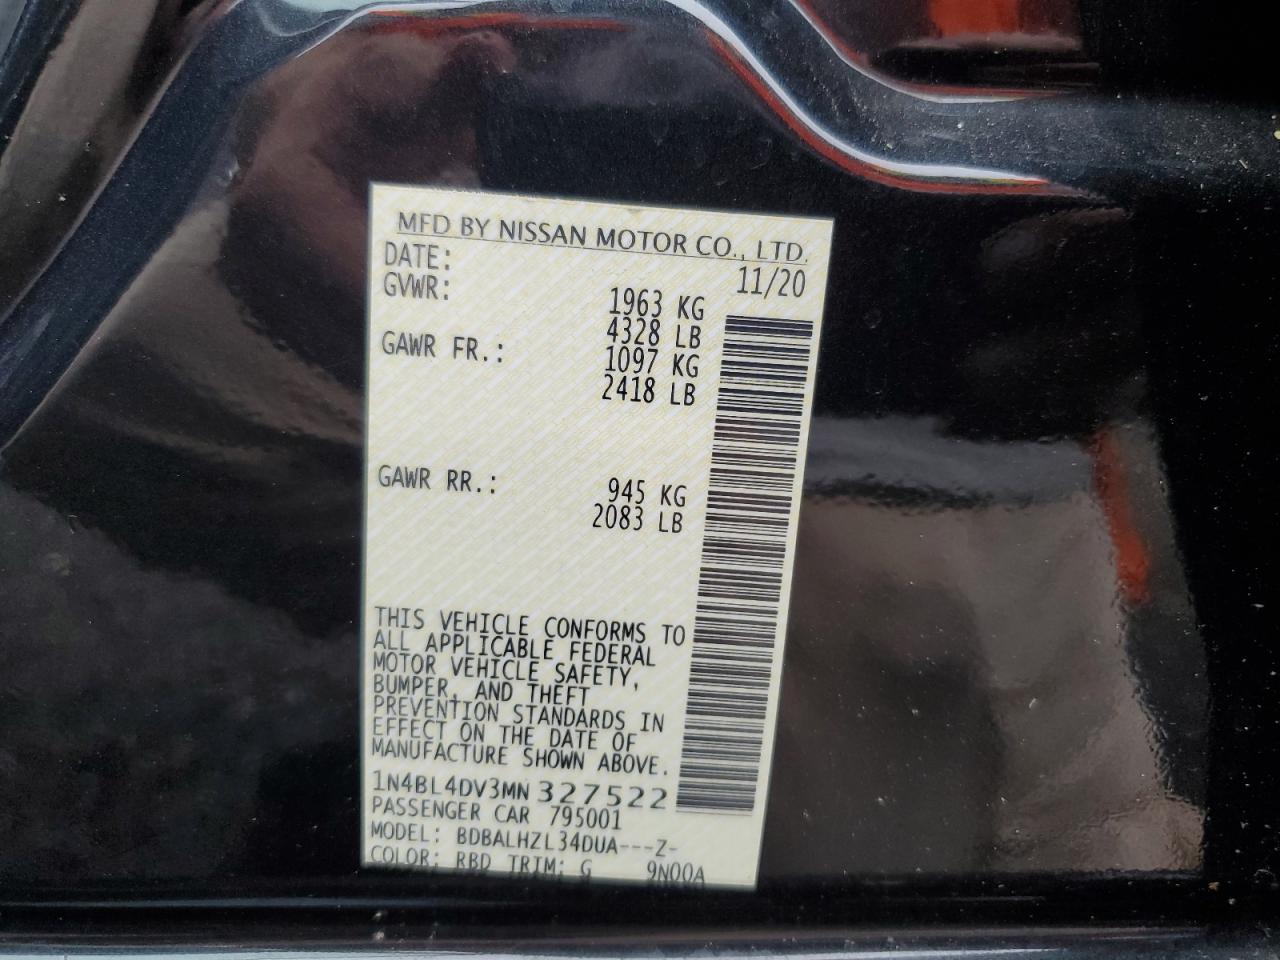 MFD BY NISSAN MOTOR CO., LTD.
DATE: 11/20
GVWR: 1963 KG
4328 LB
GAWR FR.: 1097 KG
2418 LB
GAWR RR.: 945 KG
2083 LB
THIS VEHICLE CONFORMS TO
ALL APPLICABLE FEDERAL
MOTOR VEHICLE SAFETY,
BUMPER, AND THEFT
PREVENTION STANDARDS IN
EFFECT ON THE DATE OF
MANUFACTURE SHOWN ABOVE.
1N4BL4DV3MN327522
PASSENGER CAR 795001
MODEL: BDBALHZL34DUA---Z-
COLOR: RBD TRIM: G 9N00A